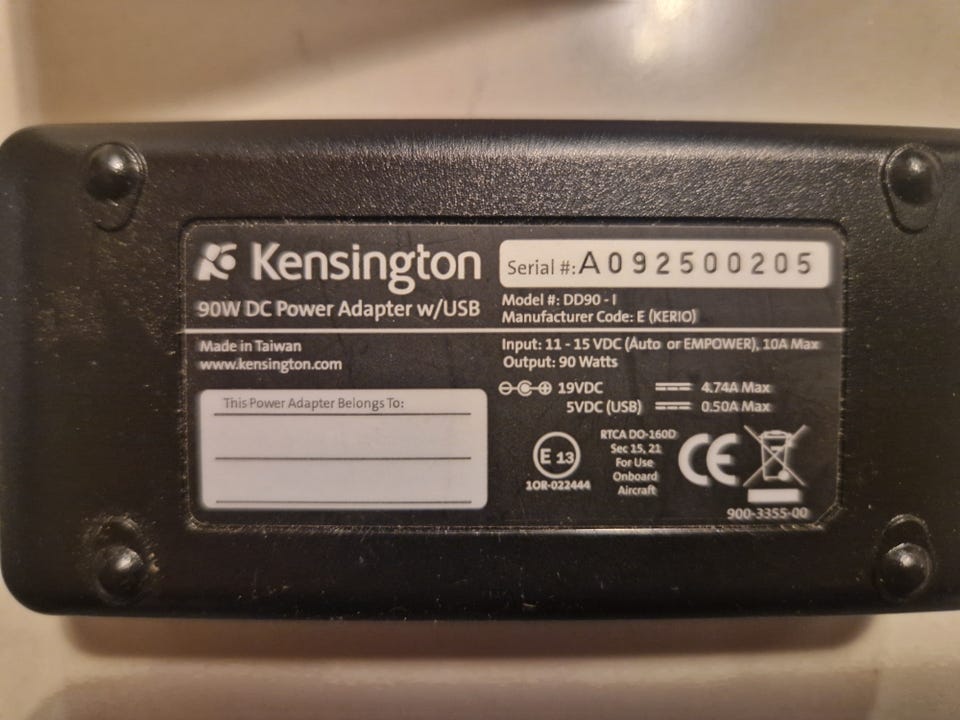 Kensington
90W DC Power Adapter w/USB
Serial #: A092500205
Model #: DD90 - I
Manufacturer Code: E (KERIO)
Made in Taiwan
www.kensington.com
Input: 11 - 15 VDC (Auto or EMPOWER), 10A Max
Output: 90 Watts
19VDC 4.74A Max
5VDC (USB) 0.50A Max
This Power Adapter Belongs To:
E 13
10R-022444
RTCA DO-160D
Sec 15, 21
For Use
Onboard
Aircraft
CE
900-3355-00